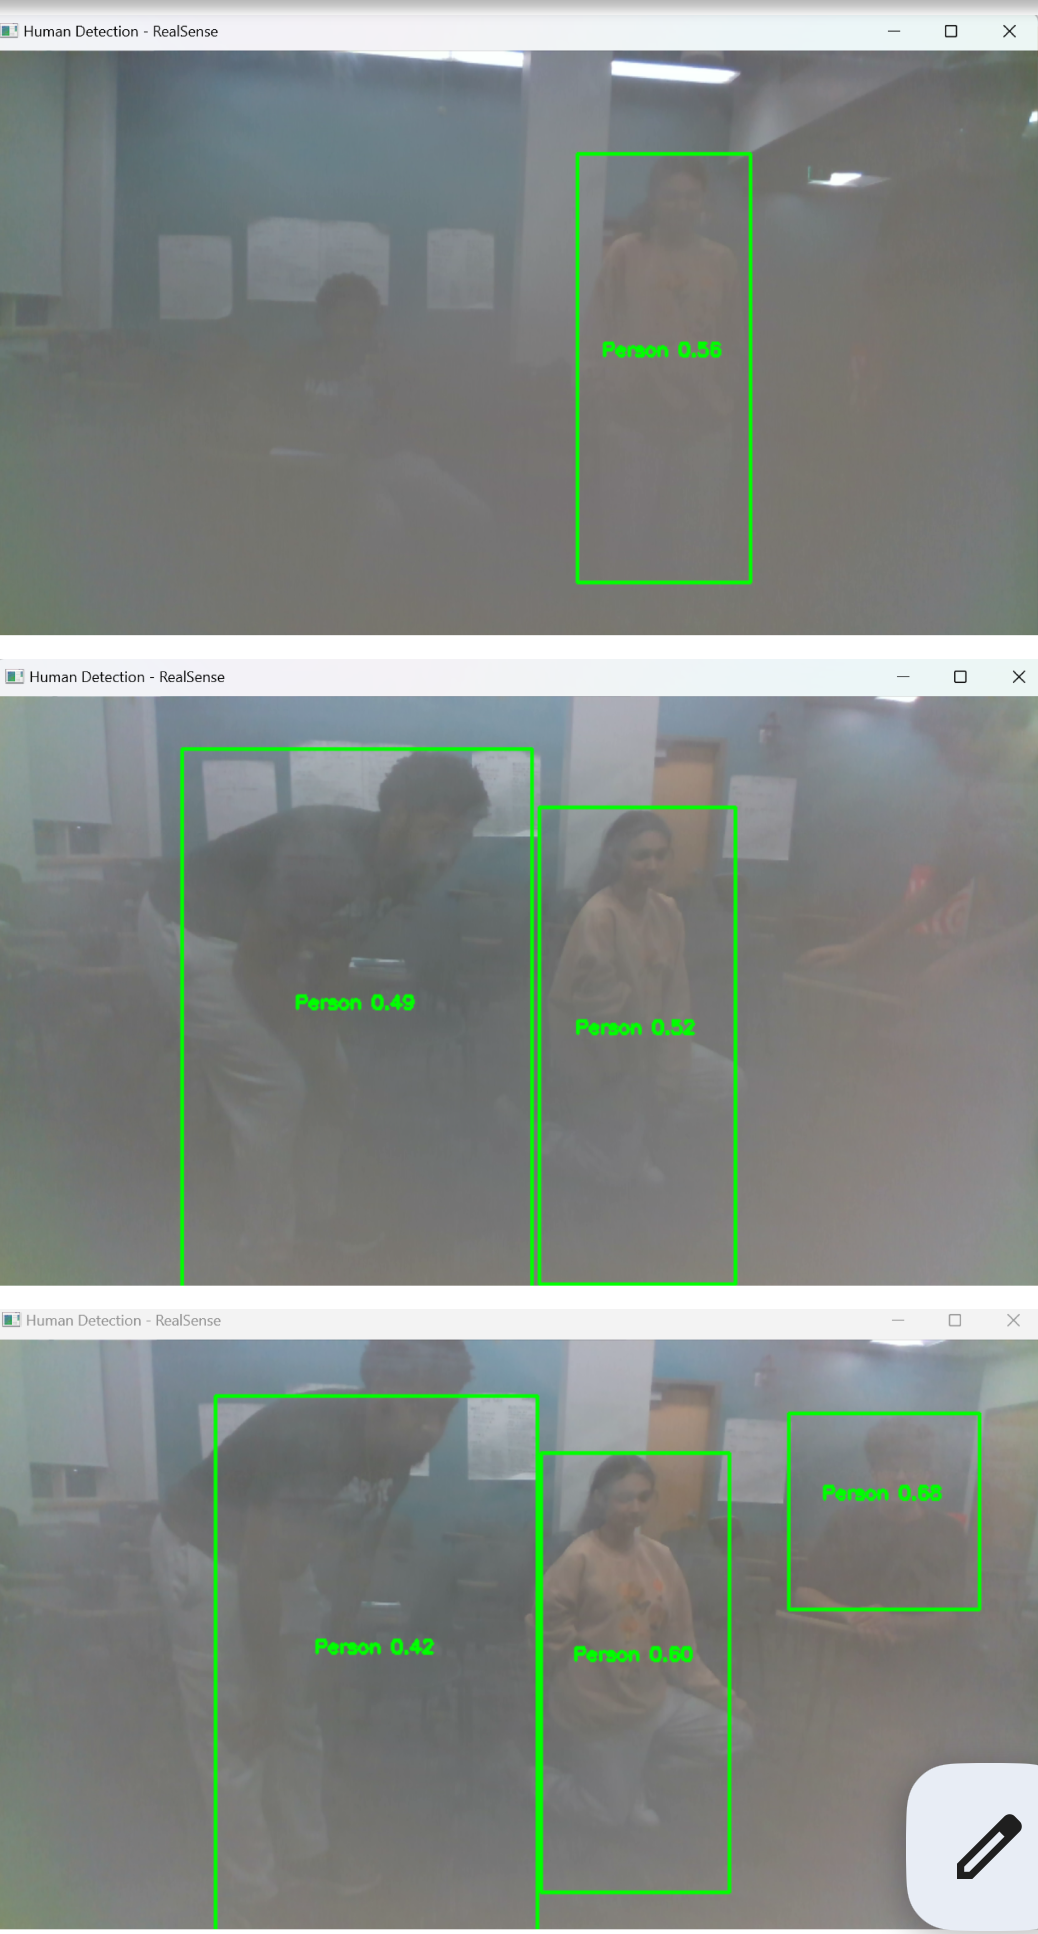 Human Detection - RealSense
Person 0.56
Human Detection - RealSense
Person 0.49
Person 0.52
Human Detection - RealSense
Person 0.58
Person 0.42
Person 0.60